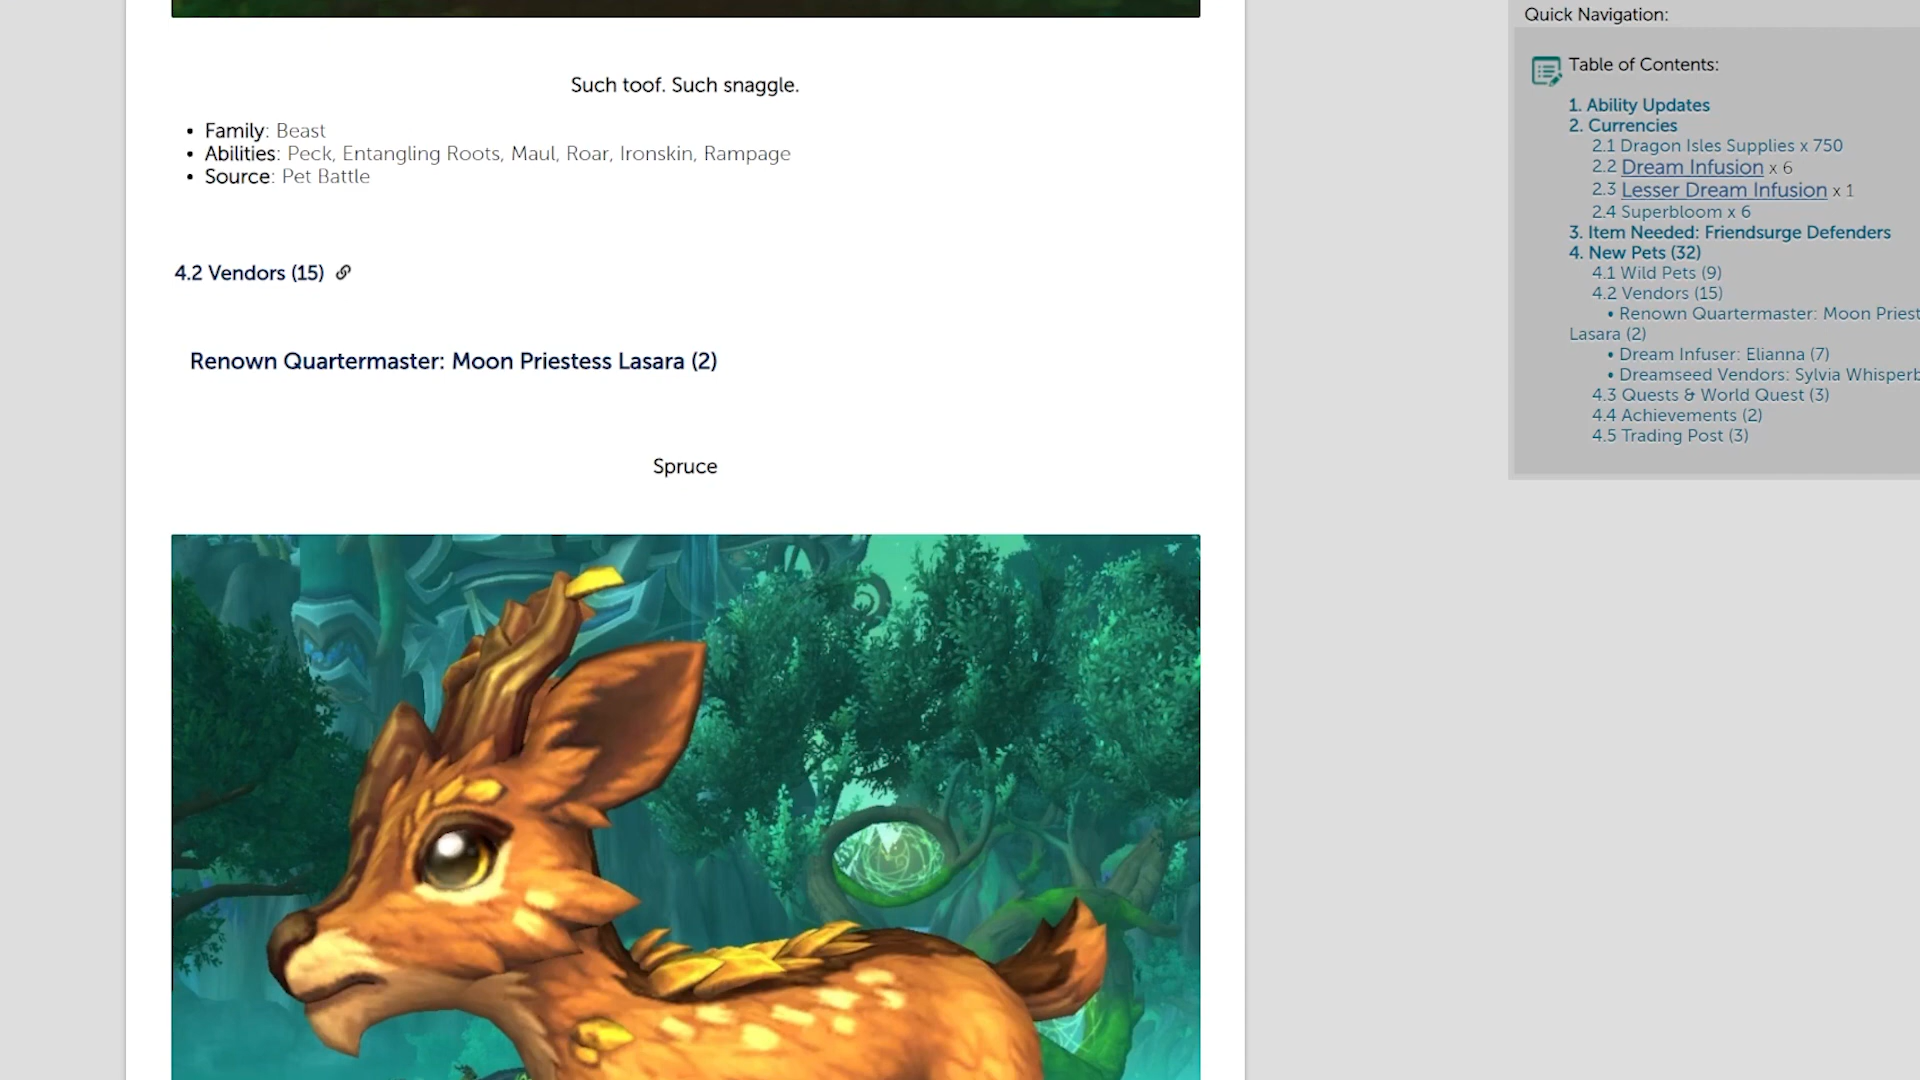 Such toof. Such snaggle.
• Family: Beast
• Abilities: Peck, Entangling Roots, Maul, Roar, Ironskin, Rampage
• Source: Pet Battle
4.2 Vendors (15)
Renown Quartermaster: Moon Priestess Lasara (2)
Spruce
Quick Navigation:
Table of Contents:
1. Ability Updates
2. Currencies
2.1 Dragon Isles Supplies x 750
2.2 Dream Infusion x 6
2.3 Lesser Dream Infusion x 1
2.4 Superbloom x 6
3. Item Needed: Friendsurge Defenders
4. New Pets (32)
4.1 Wild Pets (9)
4.2 Vendors (15)
• Renown Quartermaster: Moon Priest
Lasara (2)
• Dream Infuser: Elianna (7)
• Dreamseed Vendors: Sylvia Whisperb
4.3 Quests & World Quest (3)
4.4 Achievements (2)
4.5 Trading Post (3)